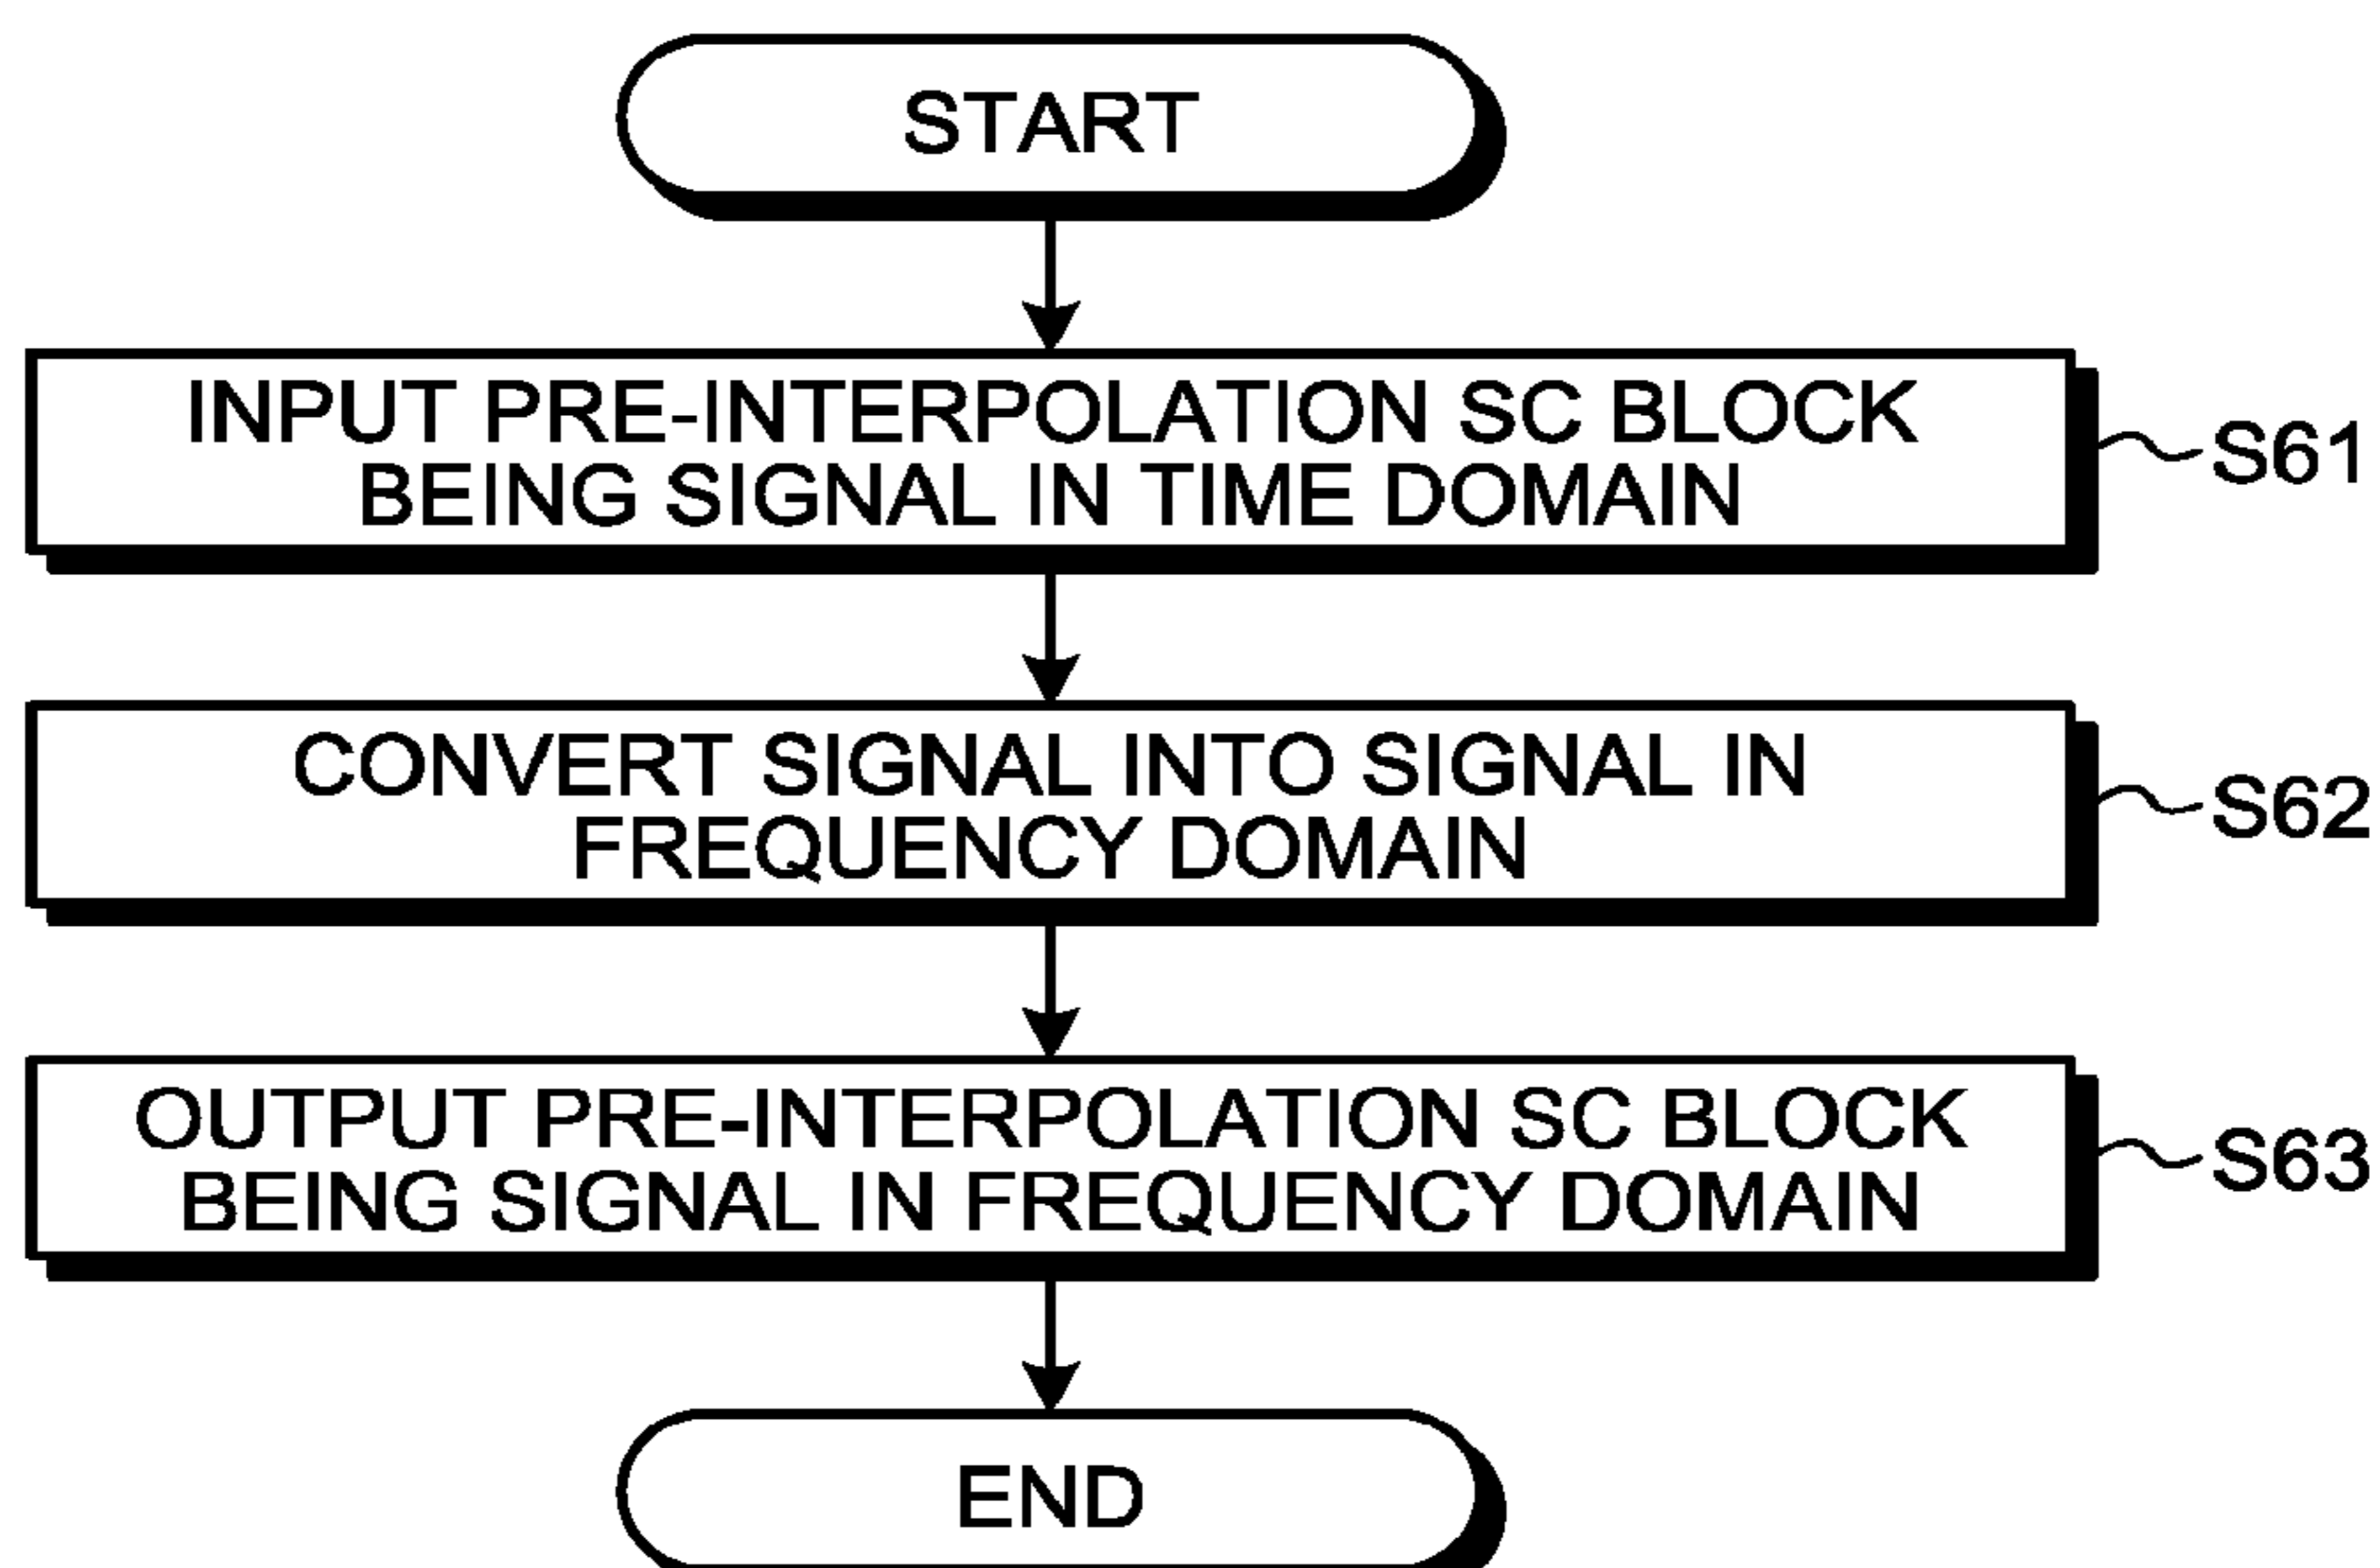 START
INPUT PRE-INTERPOLATION SC BLOCK
BEING SIGNAL IN TIME DOMAIN
S61
CONVERT SIGNAL INTO SIGNAL IN
FREQUENCY DOMAIN
S62
OUTPUT PRE-INTERPOLATION SC BLOCK
BEING SIGNAL IN FREQUENCY DOMAIN
S63
END